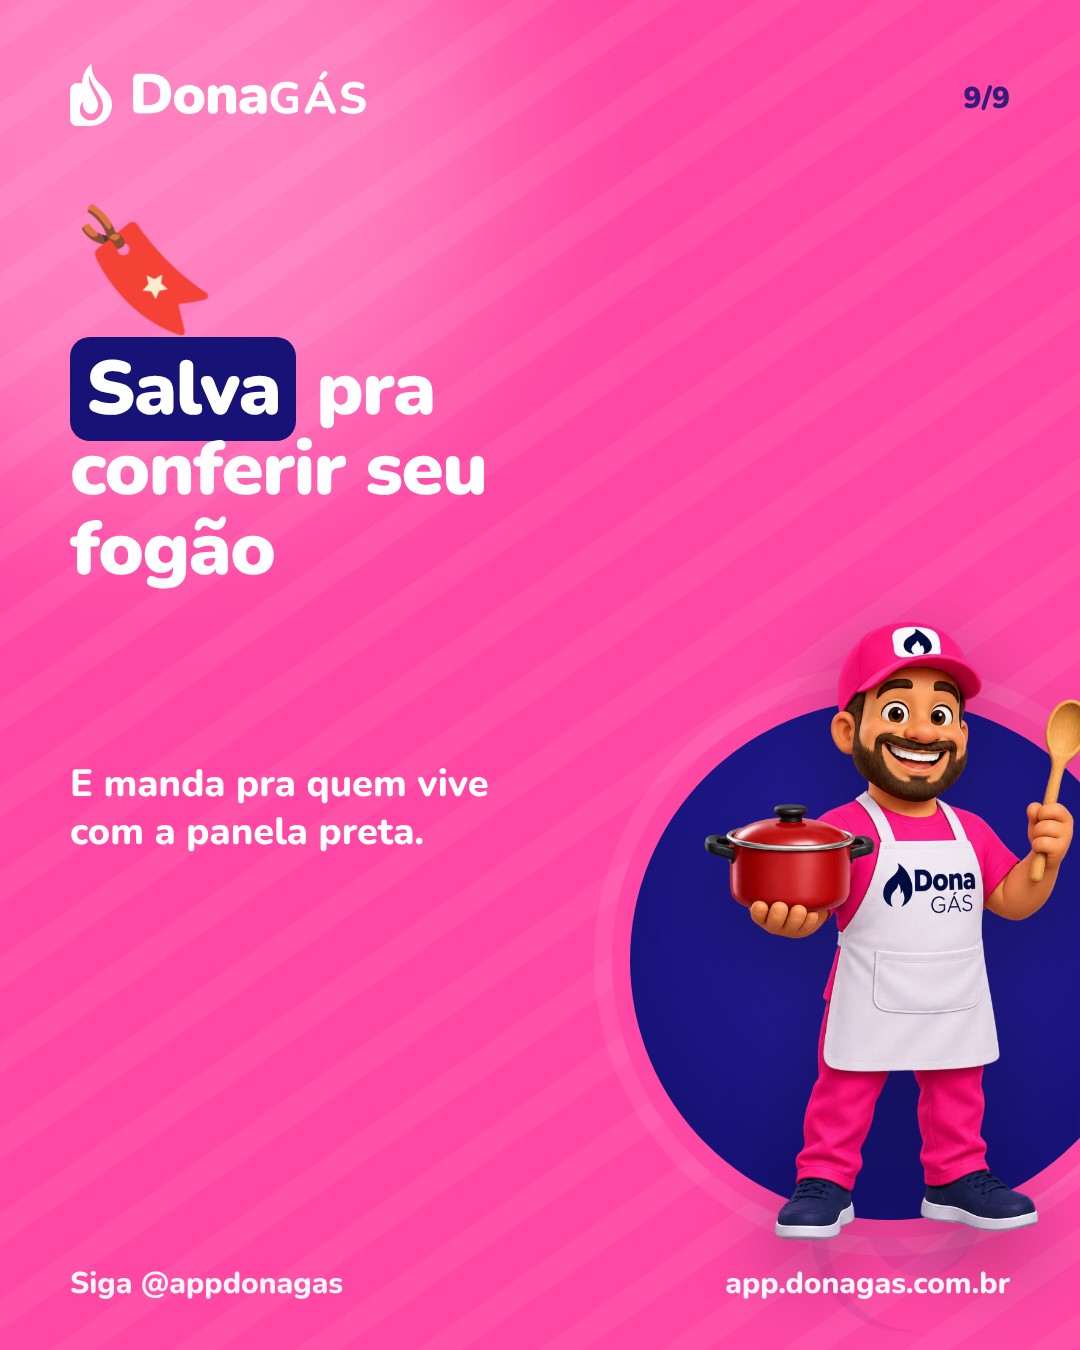 DonaGÁS
9/9
Salva pra
conferir seu
fogão
E manda pra quem vive
com a panela preta.
Dona
GÁS
Siga @appdonagas
app.donagas.com.br